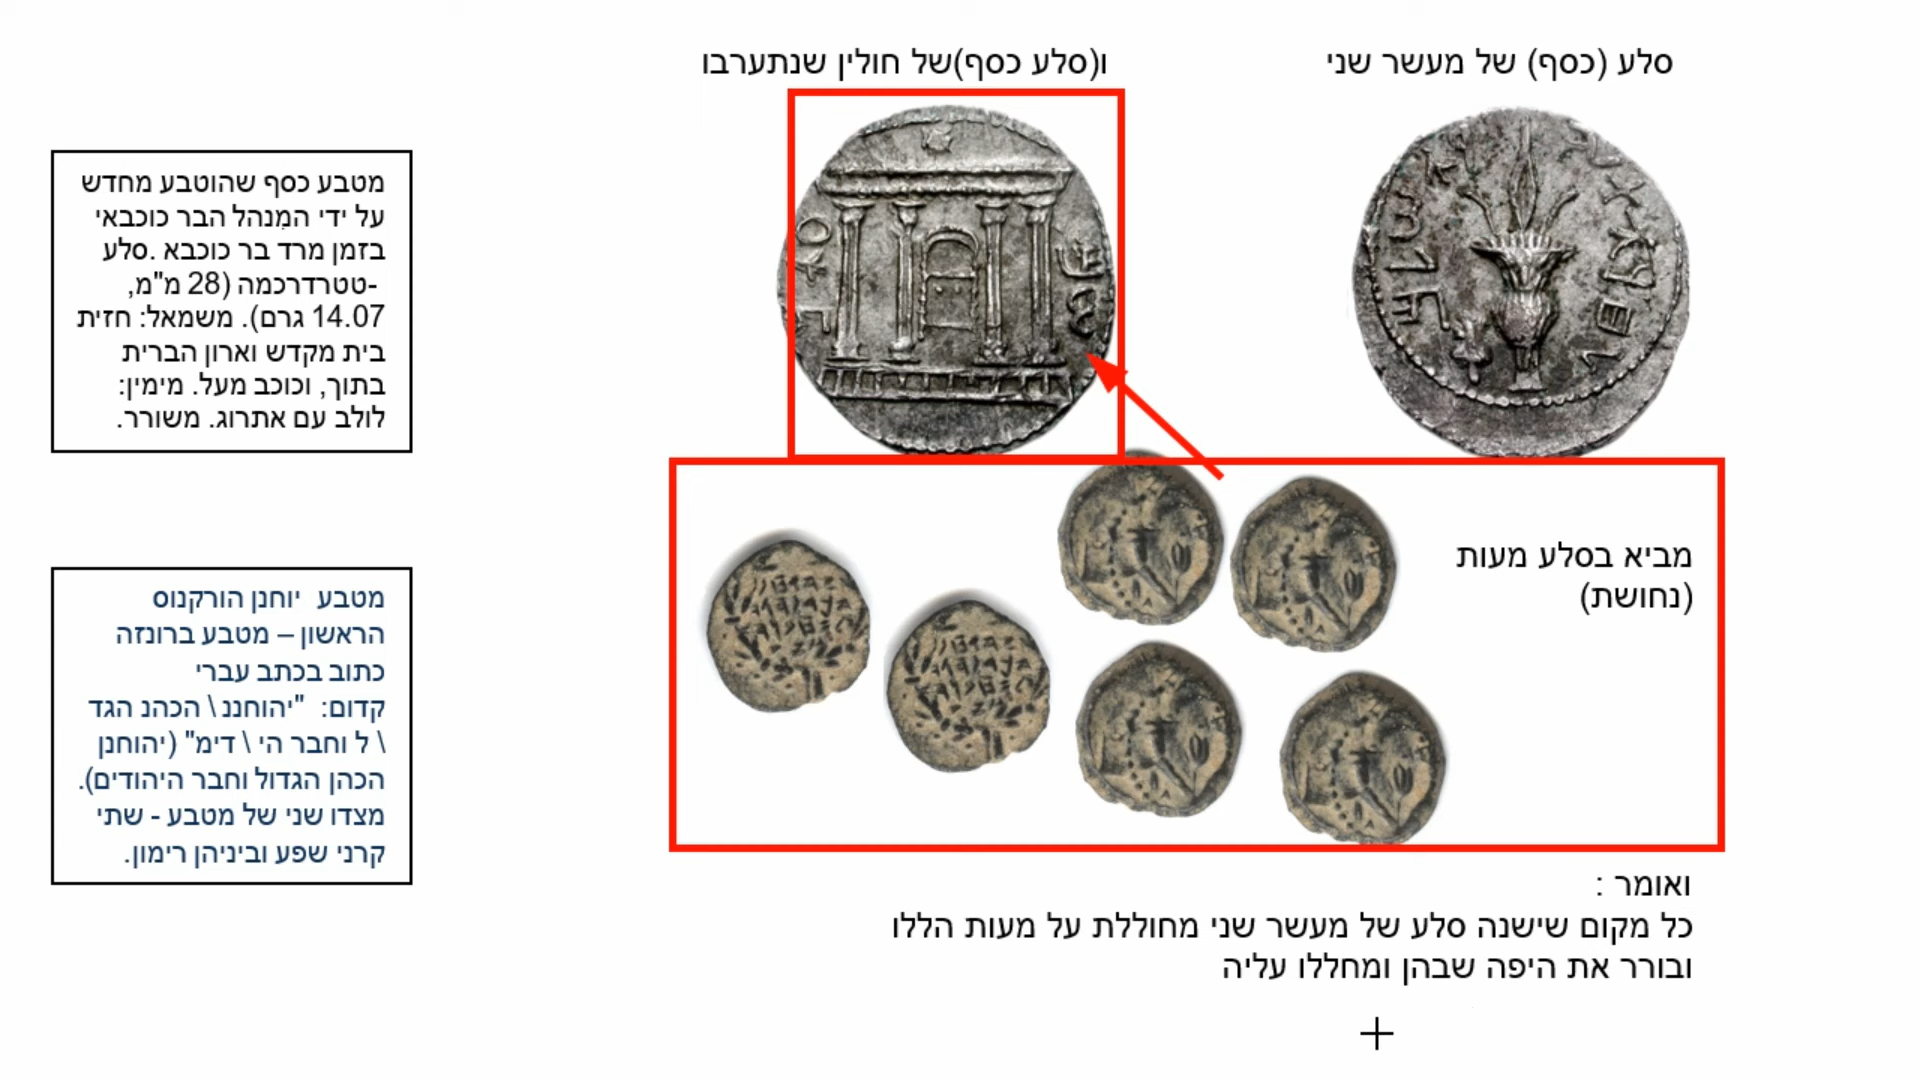 סלע (כסף) של מעשר שני
ו(סלע כסף)של חולין שנתערבו
מטבע כסף שהוטבע מחדש
על ידי המִנהל הבר כוכבאי
בזמן מרד בר כוכבא .סלע
-טטרדרכמה (28 מ"מ,
14.07 גרם). משמאל: חזית
בית מקדש וארון הברית
בתוך, וכוכב מעל. מימין:
לולב עם אתרוג. משורר.
מביא בסלע מעות
(נחושת)
מטבע יוחנן הורקנוס
הראשון – מטבע ברונזה
כתוב בכתב עברי
קדום: "יהוחננ \ הכהנ הגד
\ ל וחבר הי \ דימ" (יהוחנן
הכהן הגדול וחבר היהודים).
מצדו שני של מטבע - שתי
קרני שפע וביניהן רימון.
ואומר :
כל מקום שישנה סלע של מעשר שני מחוללת על מעות הללו
ובורר את היפה שבהן ומחללו עליה